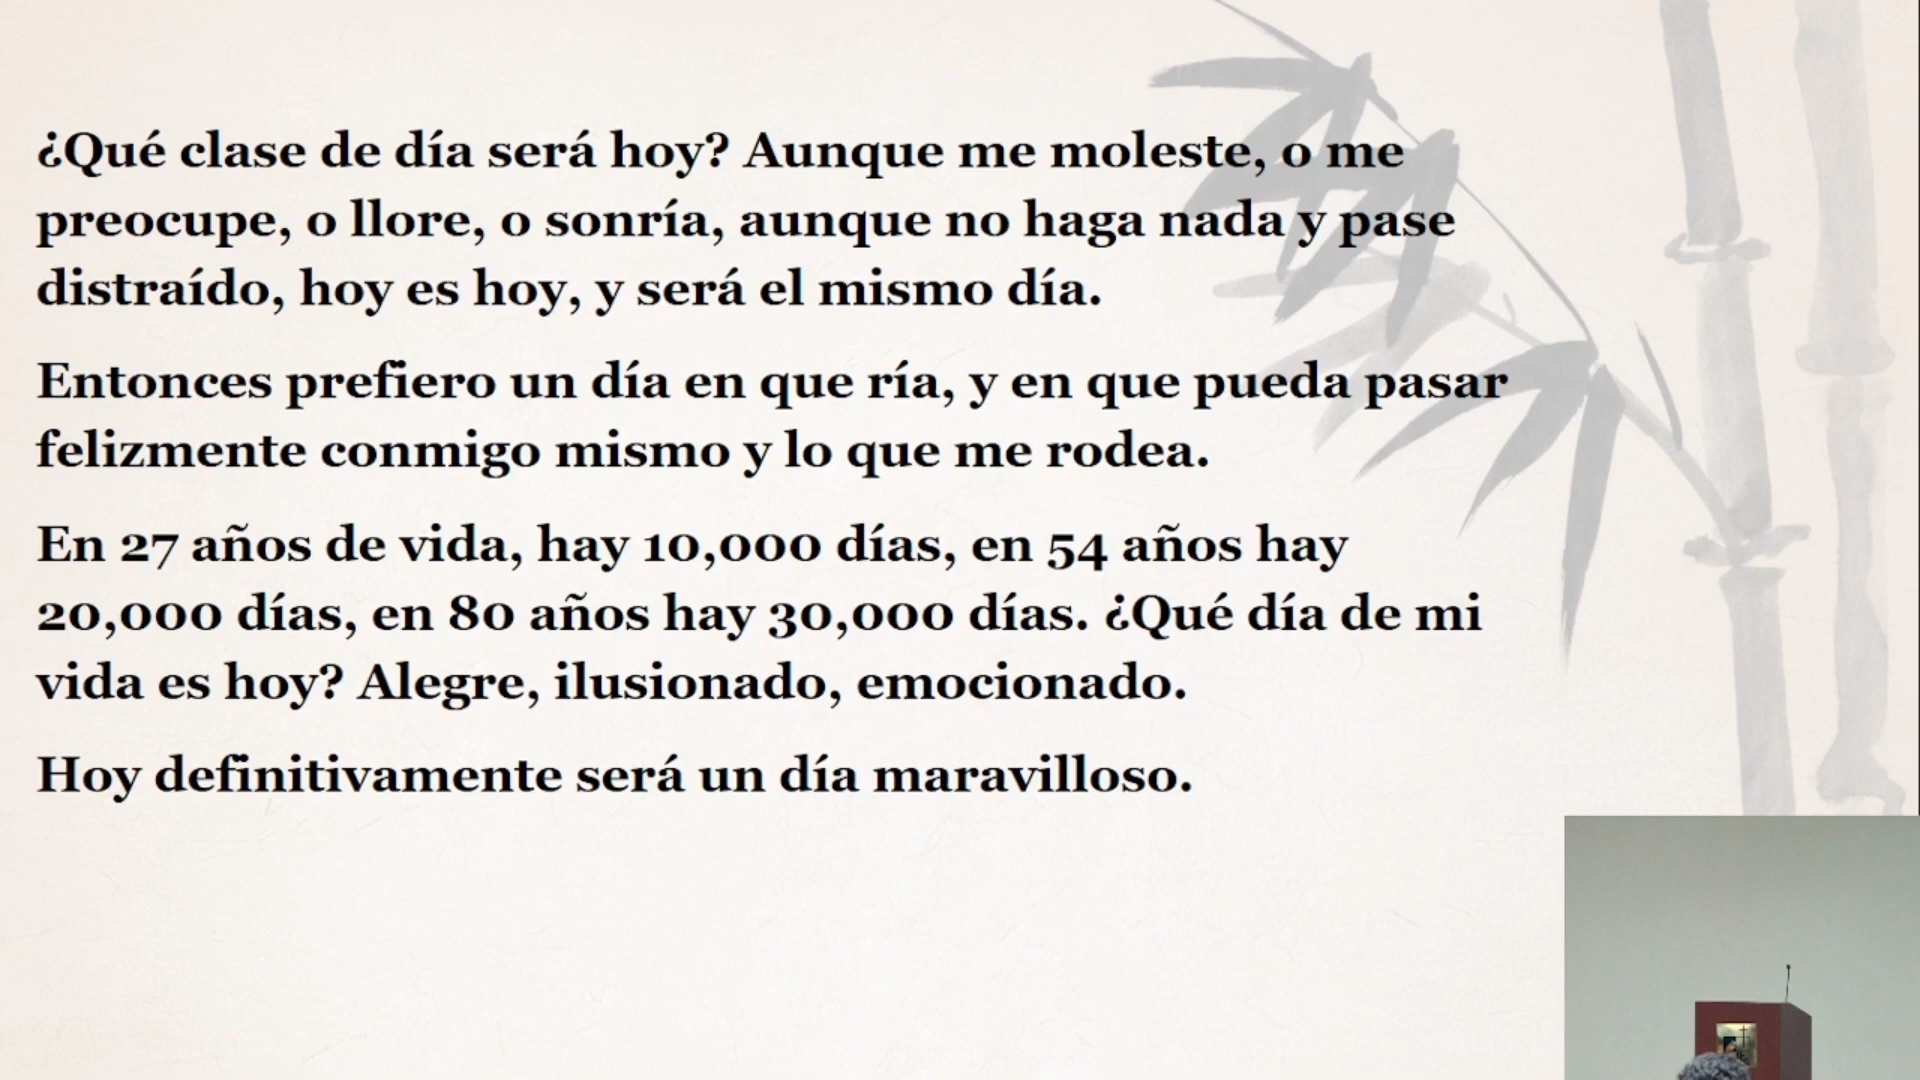 ¿Qué clase de día será hoy? Aunque me moleste, o me
preocupe, o llore, o sonría, aunque no haga nada y pase
distraído, hoy es hoy, y será el mismo día.
Entonces prefiero un día en que ría, y en que pueda pasar
felizmente conmigo mismo y lo que me rodea.
En 27 años de vida, hay 10,000 días, en 54 años hay
20,000 días, en 80 años hay 30,000 días. ¿Qué día de mi
vida es hoy? Alegre, ilusionado, emocionado.
Hoy definitivamente será un día maravilloso.